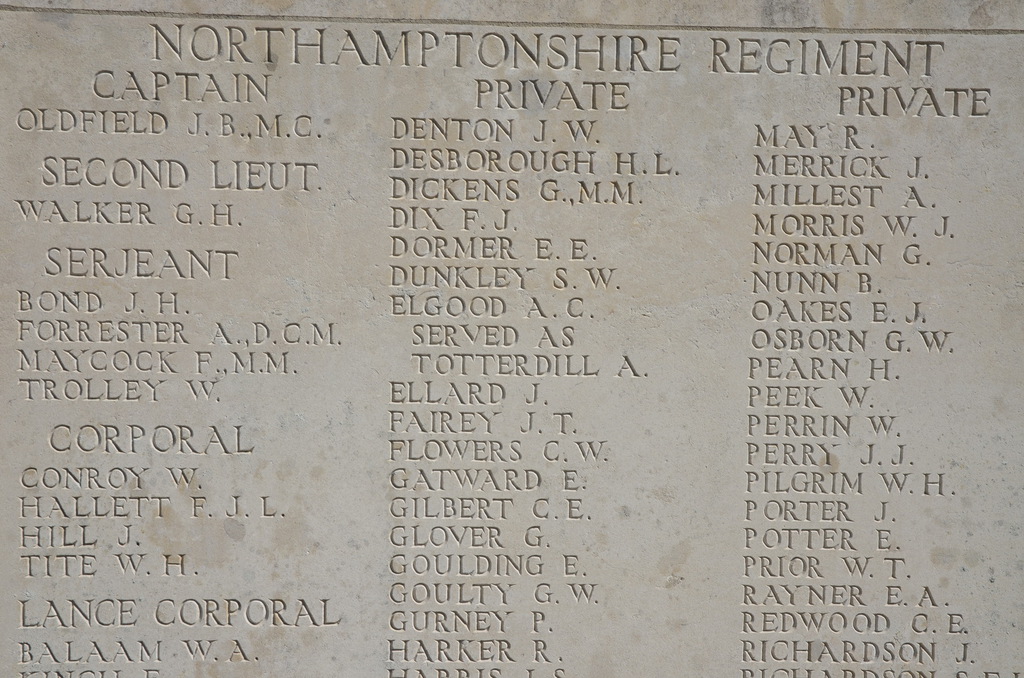 NORTHAMPTONSHIRE REGIMENT
CAPTAIN
OLDFIELD J. B., M.C.
SECOND LIEUT.
WALKER G. H.
SERJEANT
BOND J. H.
FORRESTER A., D.C.M.
MAYCOCK F., M.M.
TROLLEY W.
CORPORAL
CONROY W.
HALLETT F. J. L.
HILL J.
TITE W. H.
LANCE CORPORAL
BALAAM W. A.
KINCH F.
PRIVATE
DENTON J. W.
DESBOROUGH H. L.
DICKENS G., M.M.
DIX F. J.
DORMER E. E.
DUNKLEY S. W.
ELGOOD A. C.
SERVED AS
TOTTERDILL A.
ELLARD J.
FAIREY J. T.
FLOWERS C. W.
GATWARD E.
GILBERT C. E.
GLOVER G.
GOULDING E.
GOULTY G. W.
GURNEY P.
HARKER R.
HARRIS J. S.
PRIVATE
MAY R.
MERRICK J.
MILLEST A.
MORRIS W. J.
NORMAN G.
NUNN B.
OAKES E. J.
OSBORN G. W.
PEARN H.
PEEK W.
PERRIN W.
PERRY J. J.
PILGRIM W. H.
PORTER J.
POTTER E.
PRIOR W. T.
RAYNER E. A.
REDWOOD C. E.
RICHARDSON J.
RICHARDSON